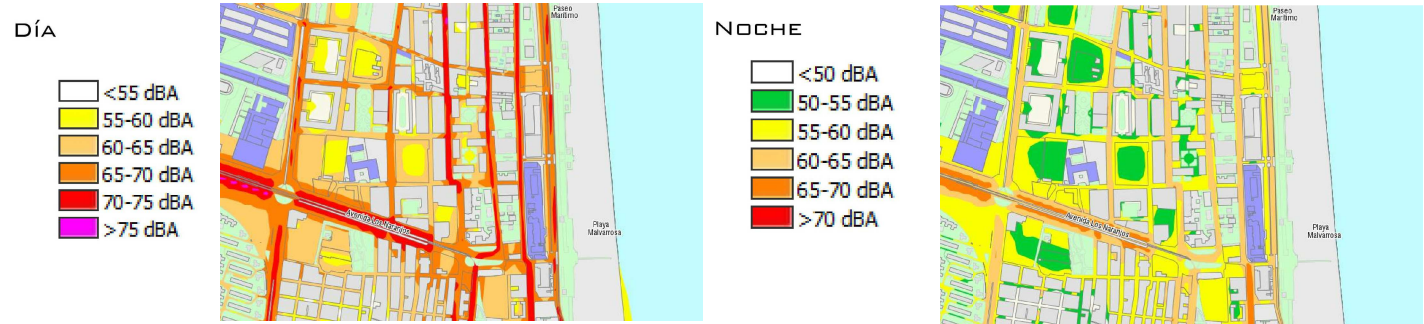 DÍA
<55 dBA
55-60 dBA
60-65 dBA
65-70 dBA
70-75 dBA
>75 dBA
Paseo
Marítimo
Avenida Los Naranjos
Playa
Malvarrosa
NOCHE
<50 dBA
50-55 dBA
55-60 dBA
60-65 dBA
65-70 dBA
>70 dBA
Paseo
Marítimo
Avenida Los Naranjos
Playa
Malvarrosa